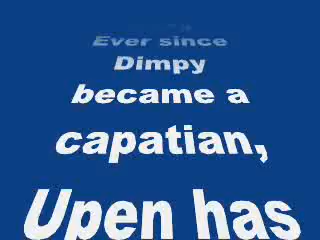 Ever since
Dimpy
became a
capatian,
Upen has